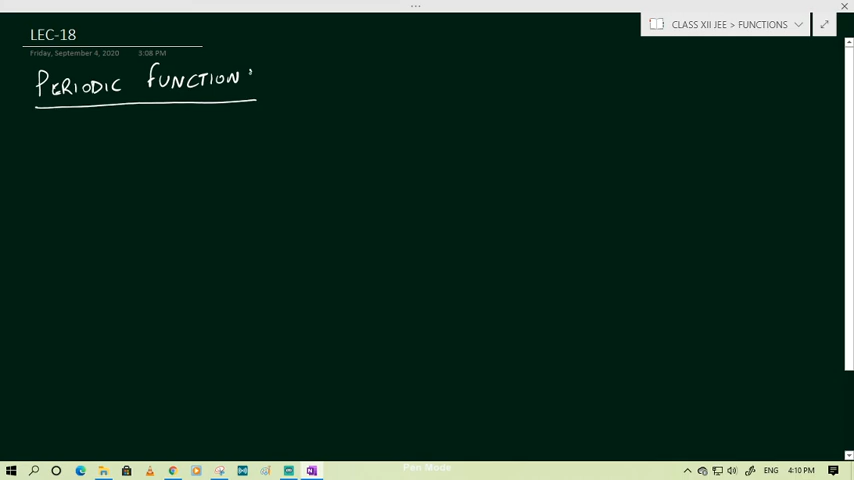 CLASS XII JEE > FUNCTIONS
LEC-18
Friday, September 4, 2020 3:08 PM
PERIODIC FUNCTION:
Pen Mode
ENG 4:10 PM